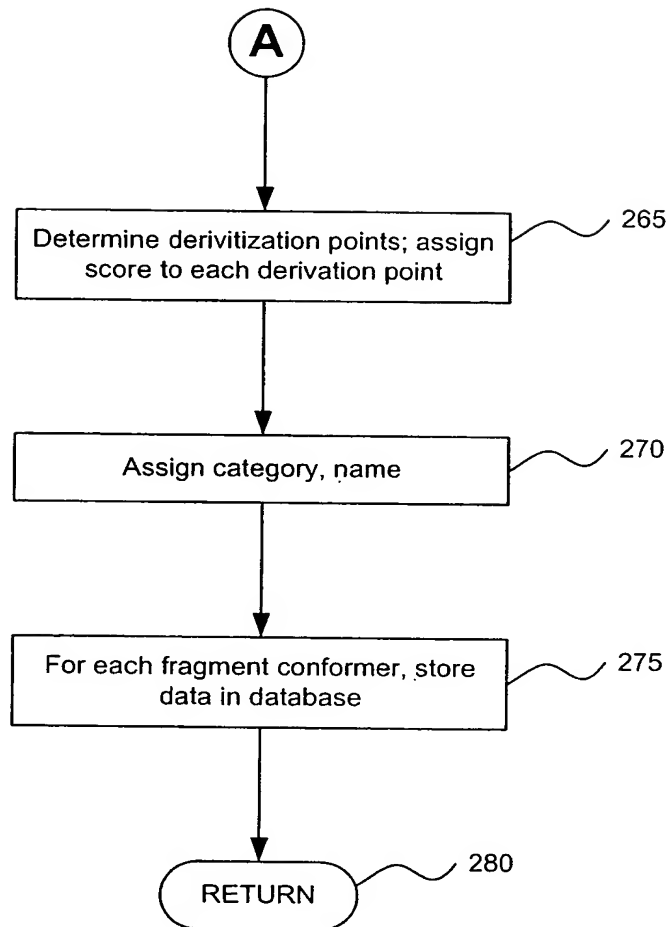 A
Determine derivitization points; assign
score to each derivation point
265
Assign category, name
270
For each fragment conformer, store
data in database
275
RETURN
280